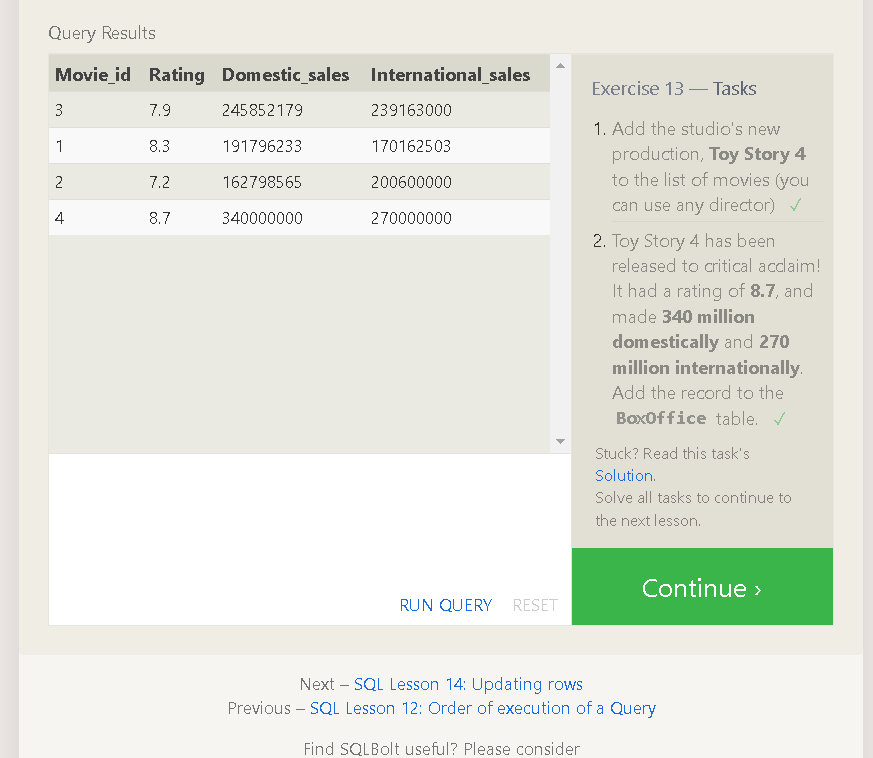 Query Results
Movie_id Rating Domestic_sales International_sales
3 7.9 245852179 239163000
1 8.3 191796233 170162503
2 7.2 162798565 200600000
4 8.7 340000000 270000000
RUN QUERY RESET
Exercise 13 — Tasks
1. Add the studio's new
production, Toy Story 4
to the list of movies (you
can use any director) ✓
2. Toy Story 4 has been
released to critical acclaim!
It had a rating of 8.7, and
made 340 million
domestically and 270
million internationally.
Add the record to the
BoxOffice table. ✓
Stuck? Read this task's
Solution.
Solve all tasks to continue to
the next lesson.
Continue ›
Next – SQL Lesson 14: Updating rows
Previous – SQL Lesson 12: Order of execution of a Query
Find SQLBolt useful? Please consider